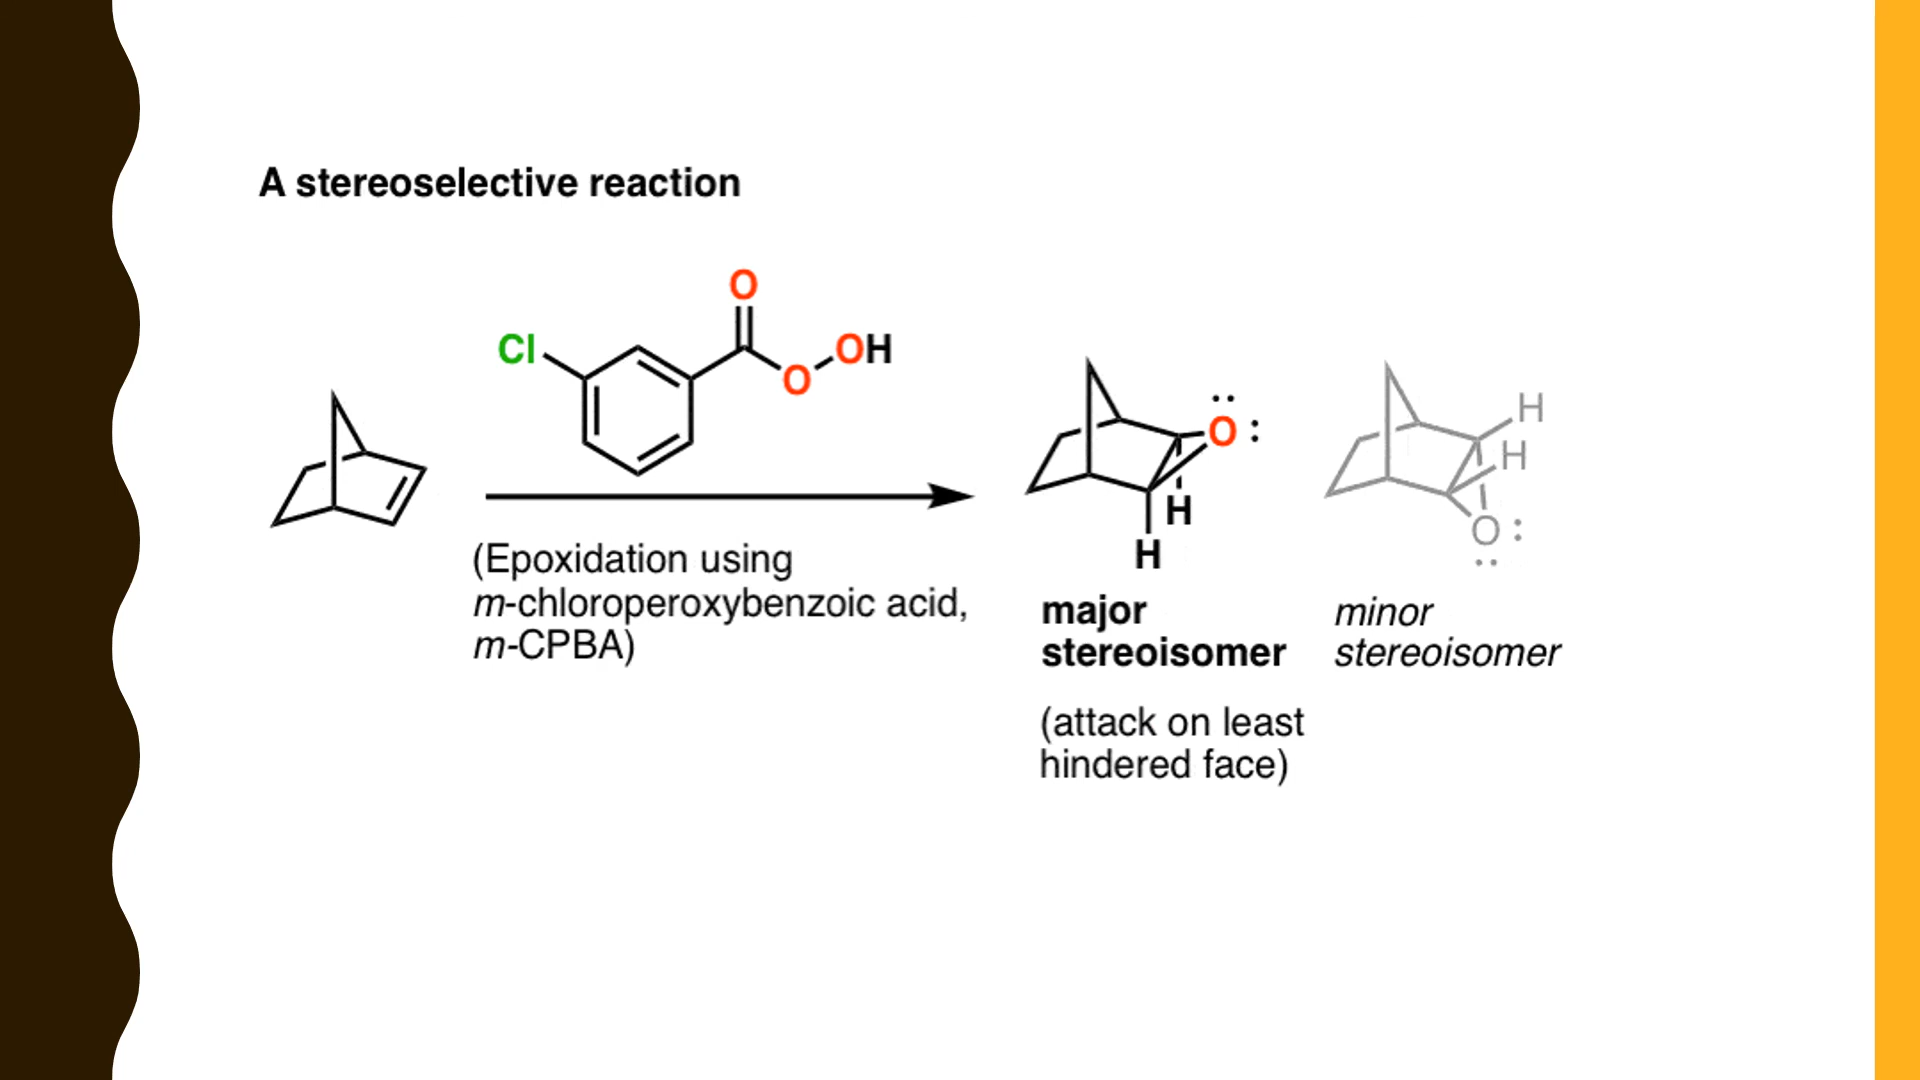 A stereoselective reaction
O
Cl
OH
O
O
H
H
H
H
O
(Epoxidation using
m-chloroperoxybenzoic acid,
m-CPBA)
major
stereoisomer
minor
stereoisomer
(attack on least
hindered face)